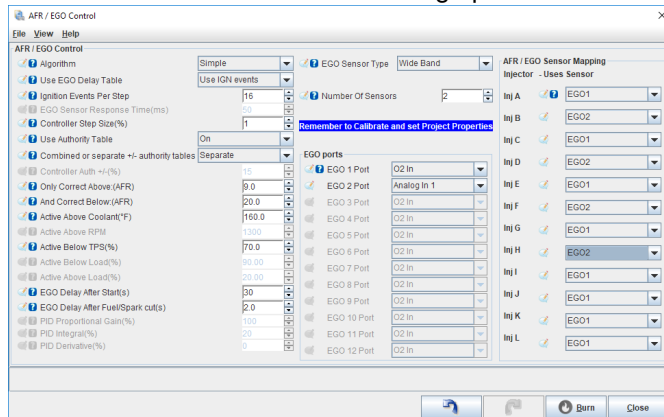 AFR / EGO Control
File View Help
AFR / EGO Control
Algorithm Simple
Use EGO Delay Table Use IGN events
Ignition Events Per Step 16
EGO Sensor Response Time(ms) 50
Controller Step Size(%) 1
Use Authority Table On
Combined or separate +/- authority tables Separate
Controller Auth +/-(%) 15
Only Correct Above:(AFR) 9.0
And Correct Below:(AFR) 20.0
Active Above Coolant(°F) 160.0
Active Above RPM 1300
Active Below TPS(%) 70.0
Active Below Load(%) 90.00
Active Above Load(%) 20.00
EGO Delay After Start(s) 30
EGO Delay After Fuel/Spark cut(s) 2.0
PID Proportional Gain(%) 100
PID Integral(%) 20
PID Derivative(%) 0
EGO Sensor Type Wide Band
Number Of Sensors 2
Remember to Calibrate and set Project Properties
EGO ports
EGO 1 Port O2 In
EGO 2 Port Analog In 1
EGO 3 Port O2 In
EGO 4 Port O2 In
EGO 5 Port O2 In
EGO 6 Port O2 In
EGO 7 Port O2 In
EGO 8 Port O2 In
EGO 9 Port O2 In
EGO 10 Port O2 In
EGO 11 Port O2 In
EGO 12 Port O2 In
AFR / EGO Sensor Mapping
Injector - Uses Sensor
Inj A EGO1
Inj B EGO2
Inj C EGO1
Inj D EGO2
Inj E EGO1
Inj F EGO2
Inj G EGO1
Inj H EGO2
Inj I EGO1
Inj J EGO1
Inj K EGO1
Inj L EGO1
Burn
Close